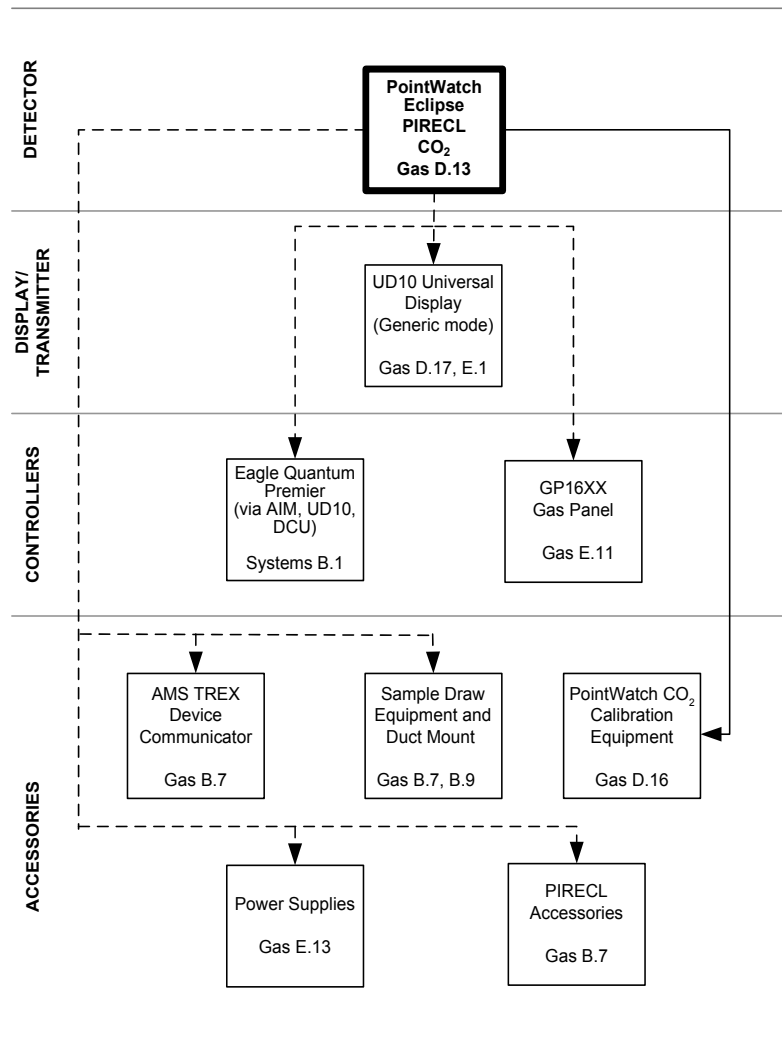 DETECTOR
PointWatch
Eclipse
PIRECL
CO2
Gas D.13
DISPLAY/
TRANSMITTER
UD10 Universal
Display
(Generic mode)
Gas D.17, E.1
CONTROLLERS
Eagle Quantum
Premier
(via AIM, UD10,
DCU)
Systems B.1
GP16XX
Gas Panel
Gas E.11
ACCESSORIES
AMS TREX
Device
Communicator
Gas B.7
Sample Draw
Equipment and
Duct Mount
Gas B.7, B.9
PointWatch CO2
Calibration
Equipment
Gas D.16
Power Supplies
Gas E.13
PIRECL
Accessories
Gas B.7